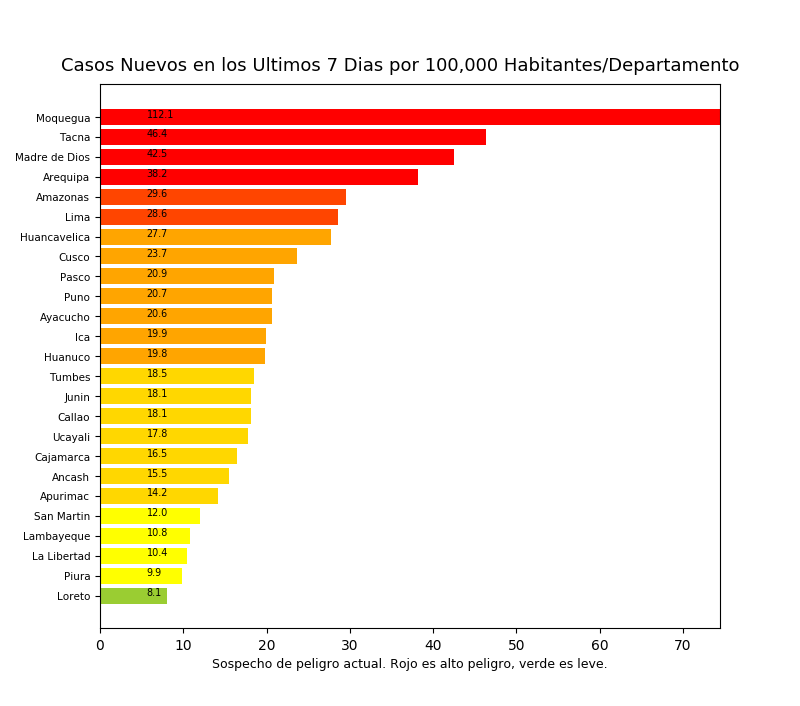 Casos Nuevos en los Ultimos 7 Dias por 100,000 Habitantes/Departamento
Moquegua 112.1
Tacna 46.4
Madre de Dios 42.5
Arequipa 38.2
Amazonas 29.6
Lima 28.6
Huancavelica 27.7
Cusco 23.7
Pasco 20.9
Puno 20.7
Ayacucho 20.6
Ica 19.9
Huanuco 19.8
Tumbes 18.5
Junin 18.1
Callao 18.1
Ucayali 17.8
Cajamarca 16.5
Ancash 15.5
Apurimac 14.2
San Martin 12.0
Lambayeque 10.8
La Libertad 10.4
Piura 9.9
Loreto 8.1
0 10 20 30 40 50 60 70
Sospecho de peligro actual. Rojo es alto peligro, verde es leve.